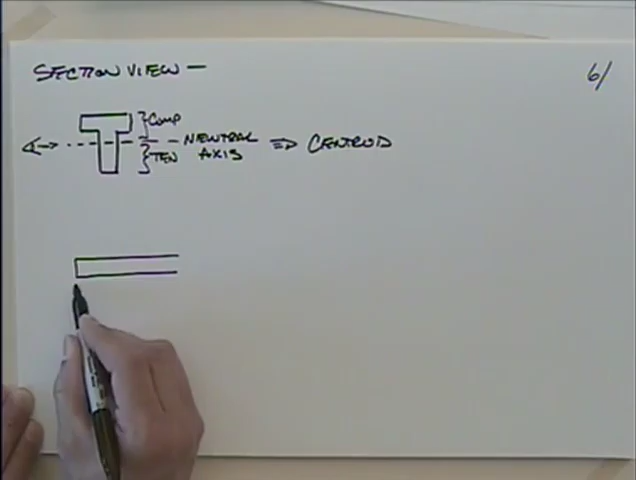 SECTION VIEW —
6/
COMP
TEN
NEUTRAL AXIS ⇒ CENTROID